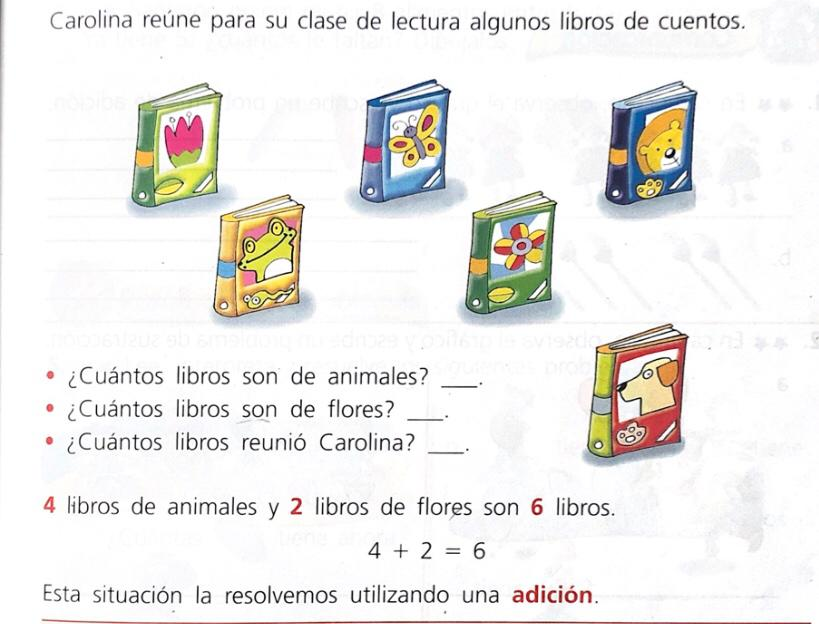 Carolina reúne para su clase de lectura algunos libros de cuentos.
• ¿Cuántos libros son de animales? ___.
• ¿Cuántos libros son de flores? ___.
• ¿Cuántos libros reunió Carolina? ___.
4 libros de animales y 2 libros de flores son 6 libros.
4 + 2 = 6
Esta situación la resolvemos utilizando una adición.